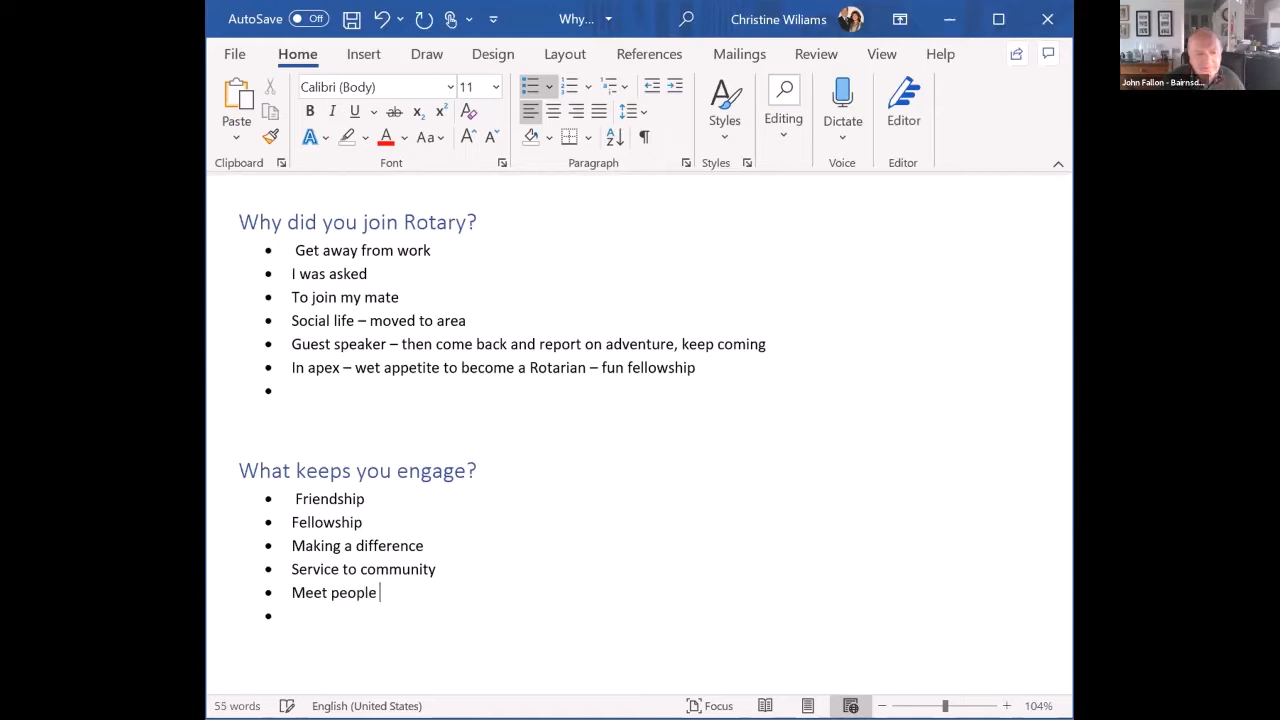 AutoSave Off Why... Christine Wiliams
File Home Insert Draw Design Layout References Mailings Review View Help
Calibri (Body) 11
Paste Styles Editing Dictate Editor
Clipboard Font Paragraph Styles Voice Editor
John Fallon - Bairnsd...
Why did you join Rotary?
• Get away from work
• I was asked
• To join my mate
• Social life – moved to area
• Guest speaker – then come back and report on adventure, keep coming
• In apex – wet appetite to become a Rotarian – fun fellowship
•
What keeps you engage?
• Friendship
• Fellowship
• Making a difference
• Service to community
• Meet people
•
55 words English (United States) Focus 104%